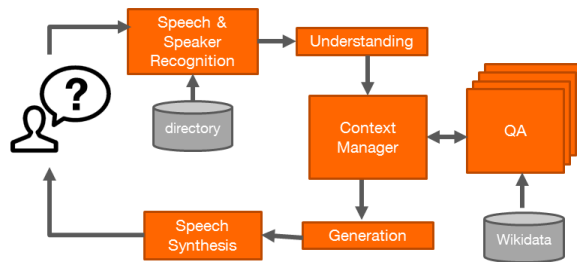 Speech &
Speaker
Recognition
Understanding
?
directory
Context
Manager
QA
Speech
Synthesis
Generation
Wikidata